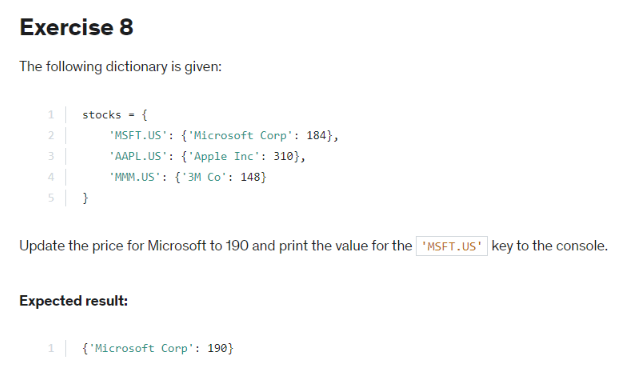 Exercise 8
The following dictionary is given:
1 stocks = {
2 'MSFT.US': {'Microsoft Corp': 184},
3 'AAPL.US': {'Apple Inc': 310},
4 'MMM.US': {'3M Co': 148}
5 }
Update the price for Microsoft to 190 and print the value for the 'MSFT.US' key to the console.
Expected result:
1 {'Microsoft Corp': 190}